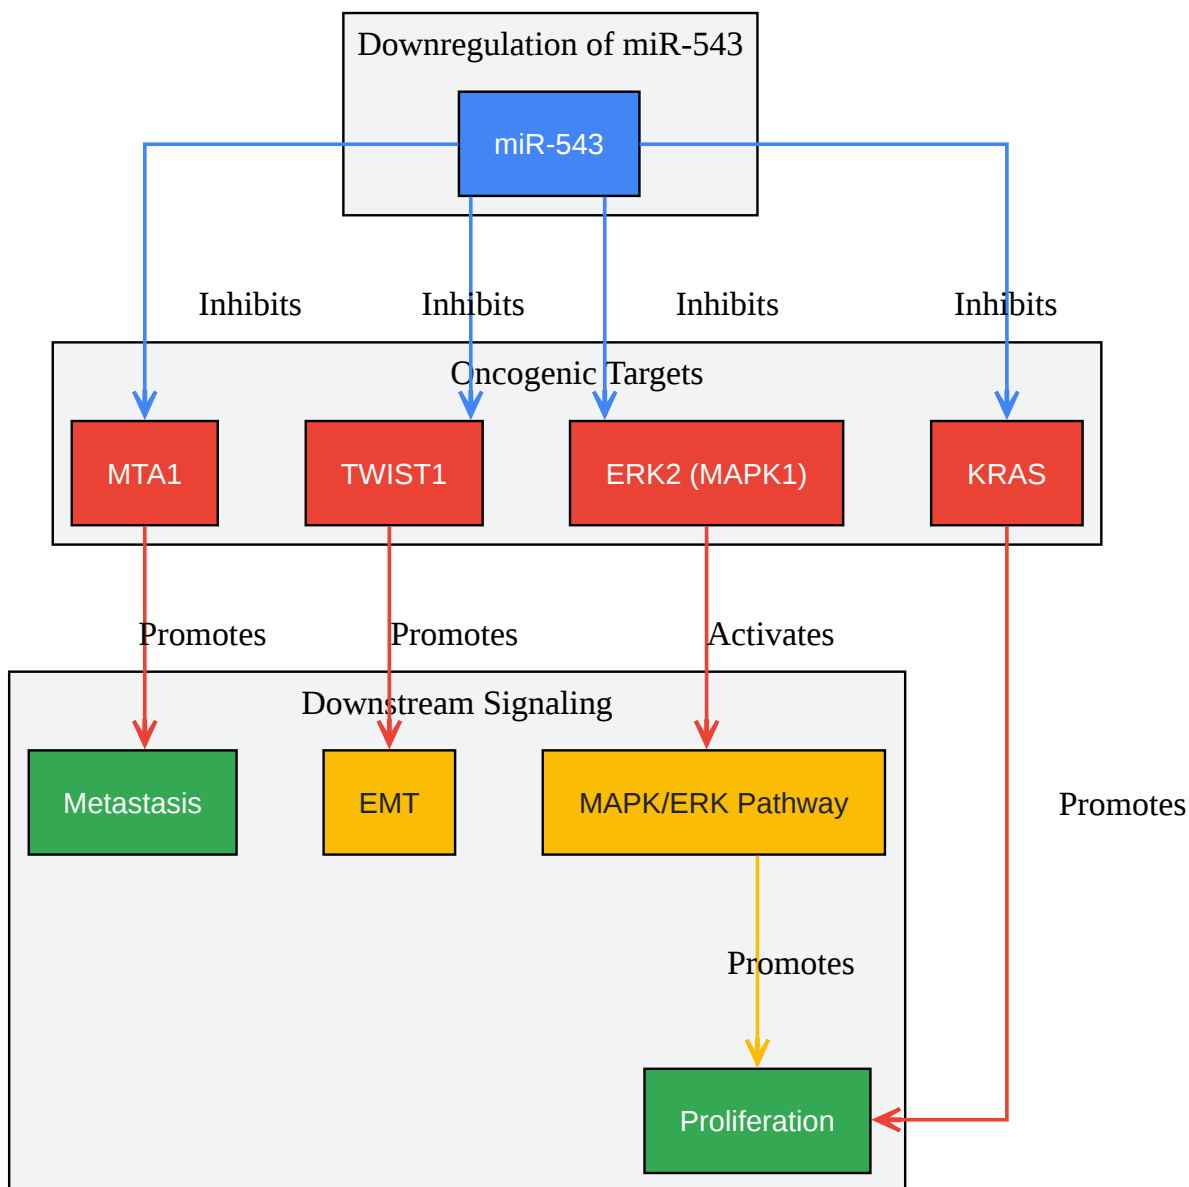 Downregulation of miR-543
miR-543
Inhibits
Inhibits
Inhibits
Inhibits
Oncogenic Targets
MTA1
TWIST1
ERK2 (MAPK1)
KRAS
Promotes
Promotes
Activates
Downstream Signaling
Metastasis
EMT
MAPK/ERK Pathway
Promotes
Promotes
Proliferation